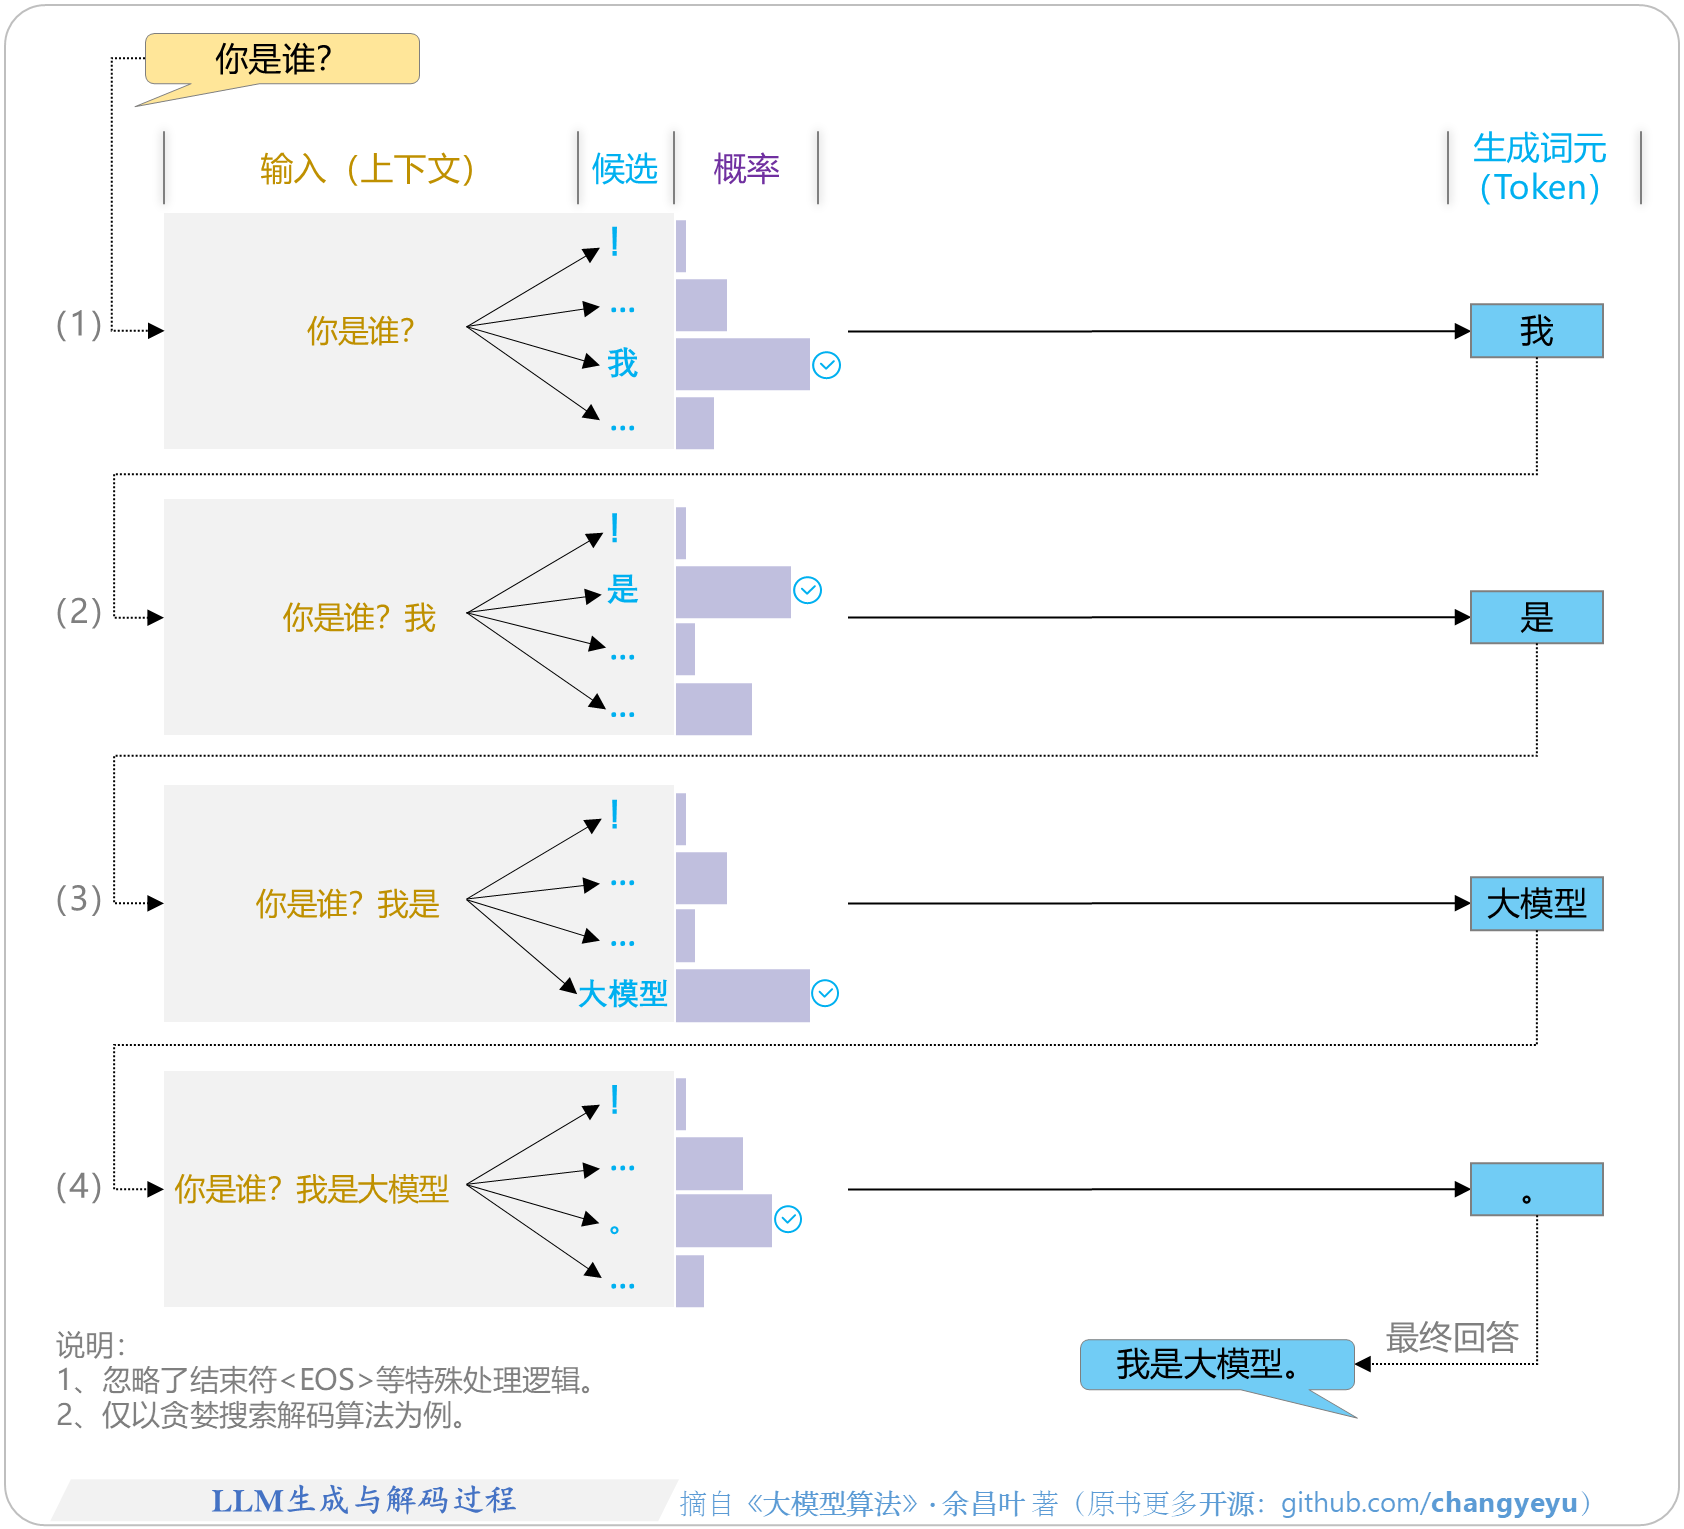 你是谁？
输入（上下文）
候选
概率
生成词元
（Token）
(1)
你是谁？
！
...
我
...
我
(2)
你是谁？我
！
是
...
...
是
(3)
你是谁？我是
！
...
...
大模型
大模型
(4)
你是谁？我是大模型
！
...
。
...
。
最终回答
我是大模型。
说明：
1、忽略了结束符<EOS>等特殊处理逻辑。
2、仅以贪婪搜索解码算法为例。
LLM生成与解码过程
摘自《大模型算法》· 余昌叶 著（原书更多开源：github.com/changyeyu）